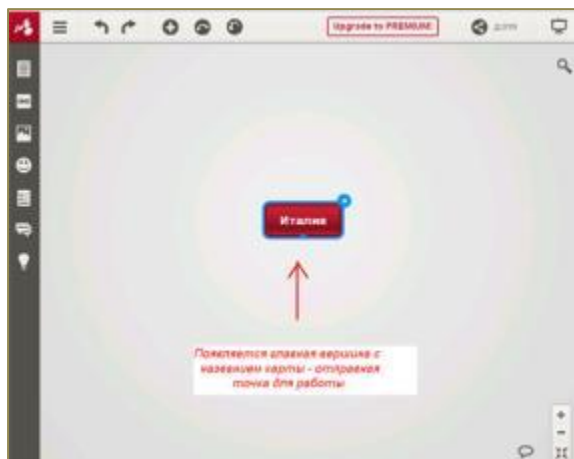 Upgrade to PREMIUM!
Италия
Появляется главная вершина с
названием карты - отправная
точка для работы